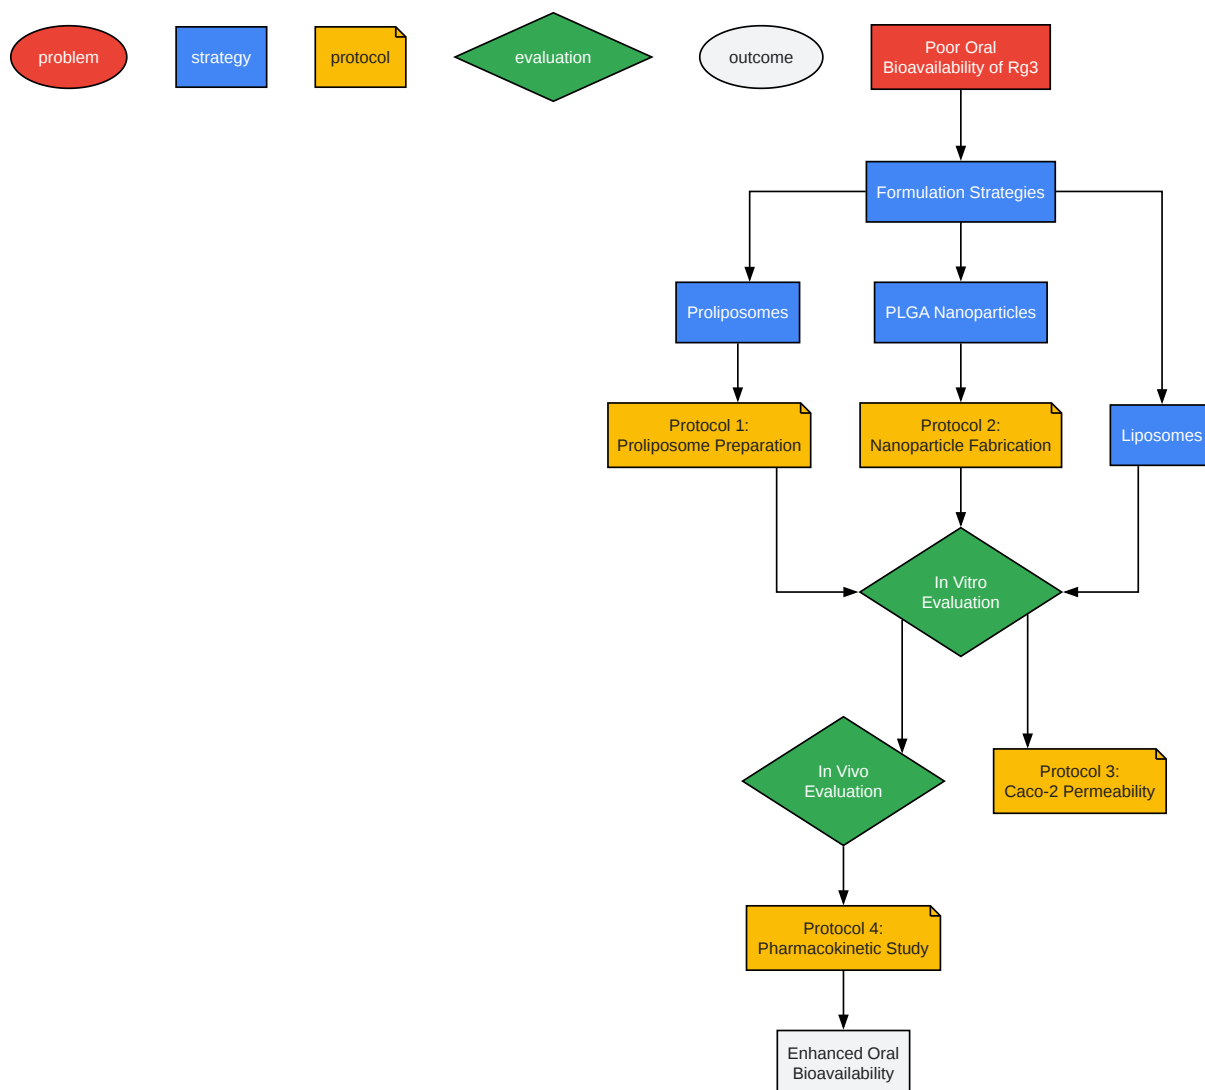 problem
strategy
protocol
evaluation
outcome
Poor Oral
Bioavailability of Rg3
Formulation Strategies
Proliposomes
PLGA Nanoparticles
Protocol 1:
Proliposome Preparation
Protocol 2:
Nanoparticle Fabrication
Liposomes
In Vitro
Evaluation
In Vivo
Evaluation
Protocol 3:
Caco-2 Permeability
Protocol 4:
Pharmacokinetic Study
Enhanced Oral
Bioavailability